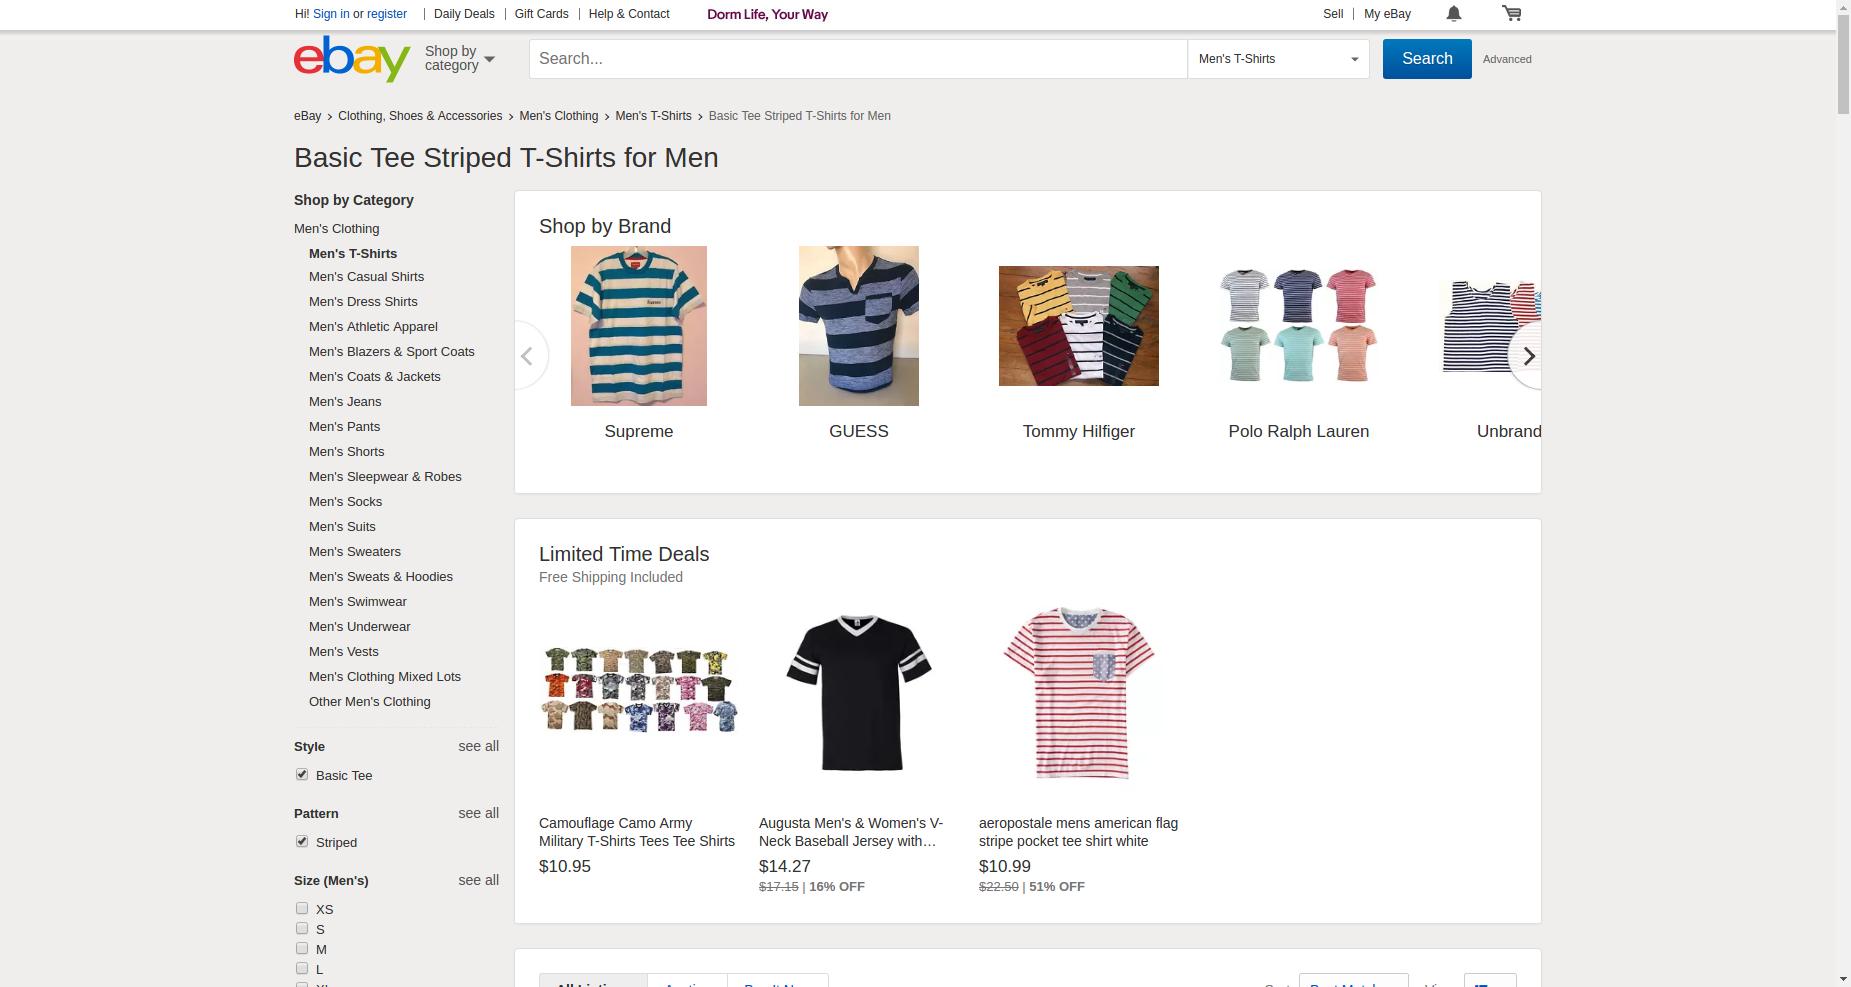 Hi! Sign in or register
Daily Deals
Gift Cards
Help & Contact
Dorm Life, Your Way
Sell
My eBay
ebay
Shop by category
Search...
Men's T-Shirts
Search
Advanced
eBay > Clothing, Shoes & Accessories > Men's Clothing > Men's T-Shirts > Basic Tee Striped T-Shirts for Men
Basic Tee Striped T-Shirts for Men
Shop by Category
Men's Clothing
Men's T-Shirts
Men's Casual Shirts
Men's Dress Shirts
Men's Athletic Apparel
Men's Blazers & Sport Coats
Men's Coats & Jackets
Men's Jeans
Men's Pants
Men's Shorts
Men's Sleepwear & Robes
Men's Socks
Men's Suits
Men's Sweaters
Men's Sweats & Hoodies
Men's Swimwear
Men's Underwear
Men's Vests
Men's Clothing Mixed Lots
Other Men's Clothing
Style
see all
Basic Tee
Pattern
see all
Striped
Size (Men's)
see all
XS
S
M
L
Shop by Brand
Supreme
GUESS
Tommy Hilfiger
Polo Ralph Lauren
Unbrand
Limited Time Deals
Free Shipping Included
Camouflage Camo Army
Military T-Shirts Tees Tee Shirts
$10.95
Augusta Men's & Women's V-
Neck Baseball Jersey with…
$14.27
$17.15 | 16% OFF
aeropostale mens american flag
stripe pocket tee shirt white
$10.99
$22.50 | 51% OFF